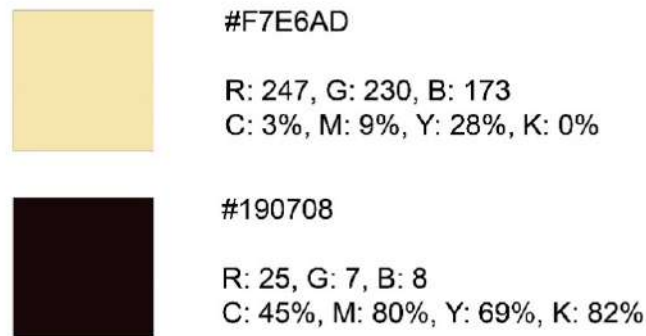 #F7E6AD
R: 247, G: 230, B: 173
C: 3%, M: 9%, Y: 28%, K: 0%
#190708
R: 25, G: 7, B: 8
C: 45%, M: 80%, Y: 69%, K: 82%